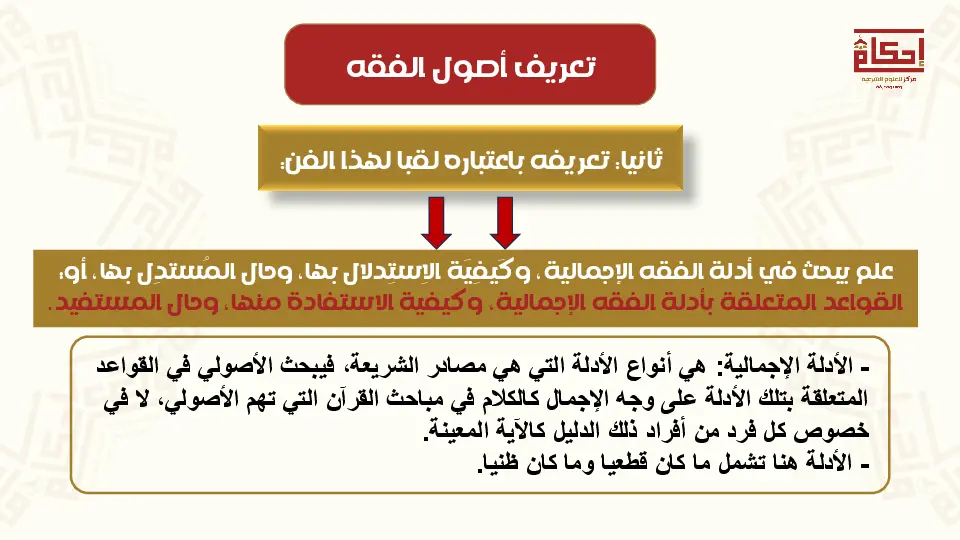 إحكام
مركز للعلوم الشرعية
تعريف أصول الفقه
ثانيا: تعريفه باعتباره لقبا لهذا الفن:
علم يبحث في أدلة الفقه الإجمالية، وكَيفِيَة الاِستِدلال بها، وحال المُستدِل بها، أو:
القواعد المتعلقة بأدلة الفقه الإجمالية، وكيفية الاستفادة منها، وحال المستفيد.
- الأدلة الإجمالية: هي أنواع الأدلة التي هي مصادر الشريعة، فيبحث الأصولي في القواعد
المتعلقة بتلك الأدلة على وجه الإجمال كالكلام في مباحث القرآن التي تهم الأصولي، لا في
خصوص كل فرد من أفراد ذلك الدليل كالآية المعينة.
- الأدلة هنا تشمل ما كان قطعيا وما كان ظنيا.